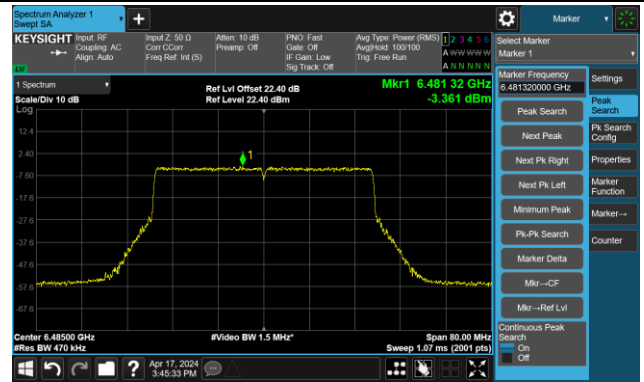 Spectrum Analyzer 1
Swept SA
Marker
KEYSIGHT
Input: RF
Coupling: AC
Align: Auto
Input Z: 50 Ω
Corr CCorr
Freq Ref: Int (S)
Atten: 10 dB
Preamp: Off
PNO: Fast
Gate: Off
IF Gain: Low
Sig Track: Off
Avg Type: Power (RMS)
Avg|Hold: 100/100
Trig: Free Run
1 2 3 4 5 6
A W W W W W
A N N N N N
LXI
Select Marker
Marker 1
1 Spectrum
Scale/Div 10 dB
Log
Ref Lvl Offset 22.40 dB
Ref Level 22.40 dBm
Mkr1 6.481 32 GHz
-3.361 dBm
12.4
2.40
-7.60
-17.6
-27.6
-37.6
-47.6
-57.6
-67.6
1
Center 6.48500 GHz
#Res BW 470 kHz
#Video BW 1.5 MHz*
Span 80.00 MHz
Sweep 1.07 ms (2001 pts)
Marker Frequency
6.481320000 GHz
Peak Search
Next Peak
Next Pk Right
Next Pk Left
Minimum Peak
Pk-Pk Search
Marker Delta
Mkr→CF
Mkr→Ref Lvl
Continuous Peak
Search
On
Off
Settings
Peak
Search
Pk Search
Config
Properties
Marker
Function
Marker→
Counter
?
Apr 17, 2024
3:45:33 PM